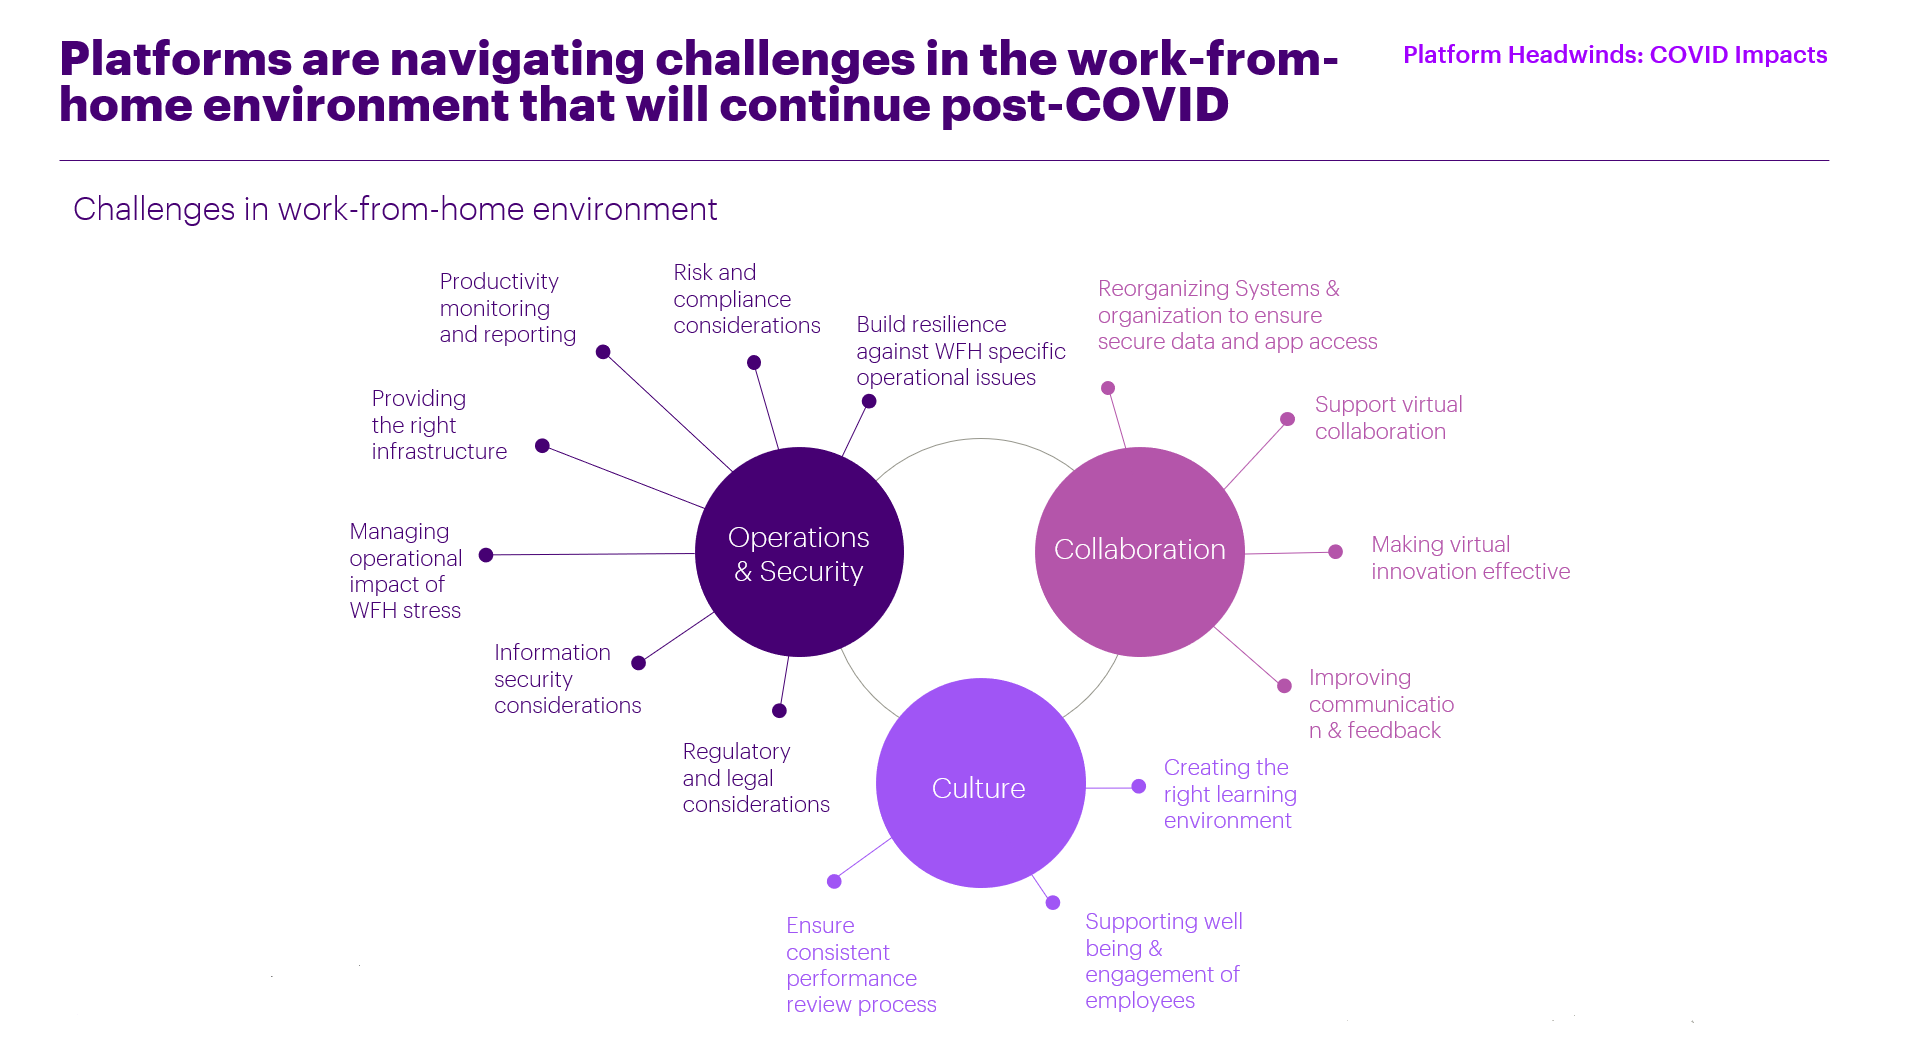 Platforms are navigating challenges in the work-from-
home environment that will continue post-COVID
Platform Headwinds: COVID Impacts
Challenges in work-from-home environment
Productivity
monitoring
and reporting
Risk and
compliance
considerations
Build resilience
against WFH specific
operational issues
Providing
the right
infrastructure
Managing
operational
impact of
WFH stress
Information
security
considerations
Regulatory
and legal
considerations
Operations
& Security
Reorganizing Systems &
organization to ensure
secure data and app access
Support virtual
collaboration
Making virtual
innovation effective
Improving
communicatio
n & feedback
Collaboration
Culture
Creating the
right learning
environment
Supporting well
being &
engagement of
employees
Ensure
consistent
performance
review process